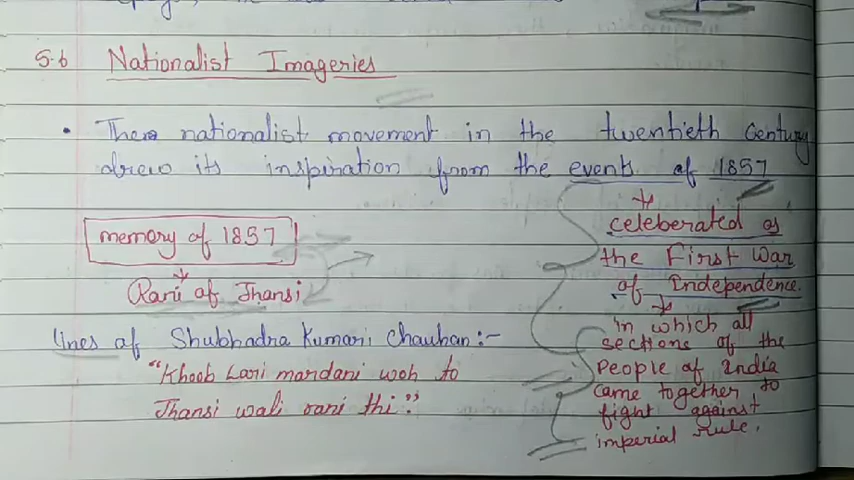 5.6 Nationalist Imageries
• The nationalist movement in the twentieth Century
drew its inspiration from the events of 1857
celeberated as
the First War
of Independence.
in which all
sections of the
People of India
came together to
fight against
imperial rule.
memory of 1857
Rani of Jhansi
lines of Shubhadra Kumari Chauhan:-
"Khoob Lari mardani woh to
Jhansi wali rani thi."